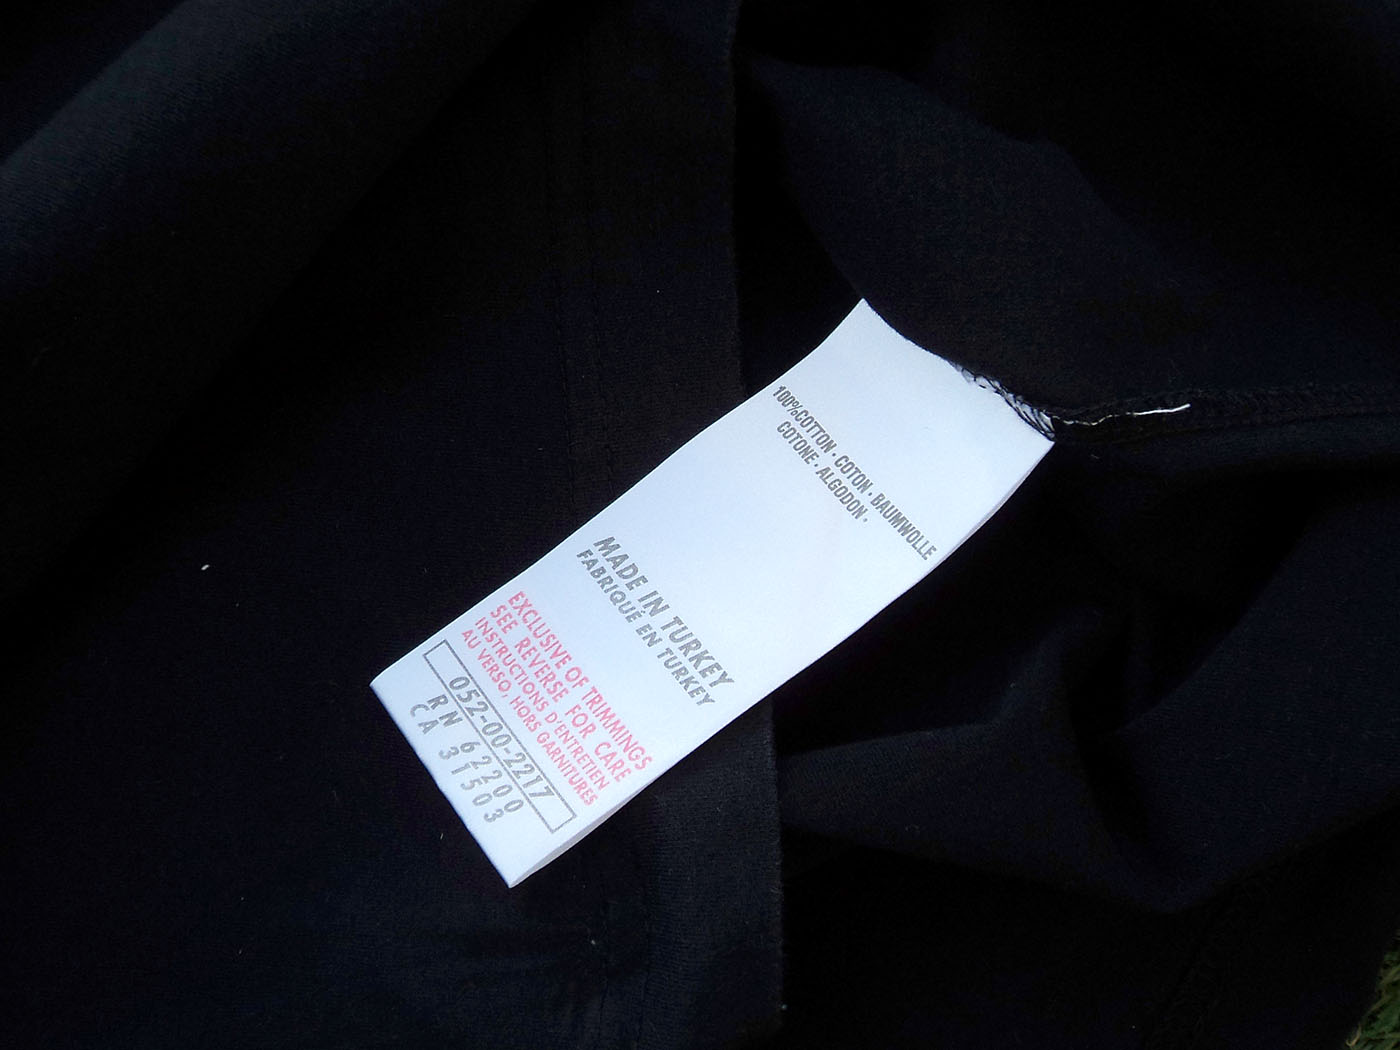 100%COTTON · COTON · BAUMWOLLE
COTONE · ALGODON ·
MADE IN TURKEY
FABRIQUÉ EN TURKEY
EXCLUSIVE OF TRIMMINGS
SEE REVERSE FOR CARE
INSTRUCTIONS D'ENTRETIEN
AU VERSO, HORS GARNITURES
052-00-2217
RN 62200
CA 31503